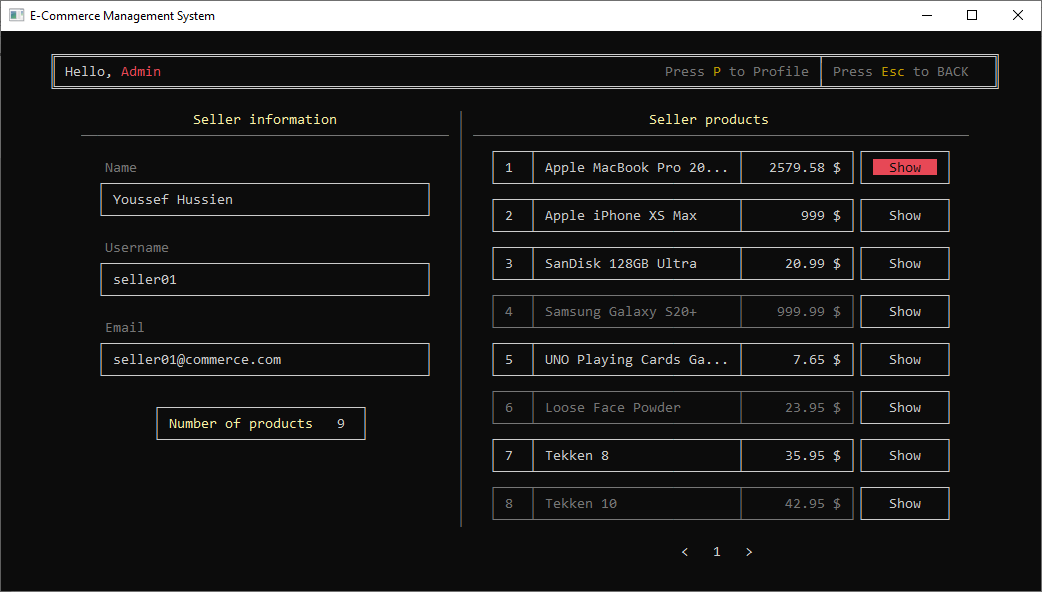 E-Commerce Management System
Hello, Admin Press P to Profile Press Esc to BACK
Seller information
Name
Youssef Hussien
Username
seller01
Email
seller01@commerce.com
Number of products 9
Seller products
1 Apple MacBook Pro 20... 2579.58 $ Show
2 Apple iPhone XS Max 999 $ Show
3 SanDisk 128GB Ultra 20.99 $ Show
4 Samsung Galaxy S20+ 999.99 $ Show
5 UNO Playing Cards Ga... 7.65 $ Show
6 Loose Face Powder 23.95 $ Show
7 Tekken 8 35.95 $ Show
8 Tekken 10 42.95 $ Show
< 1 >